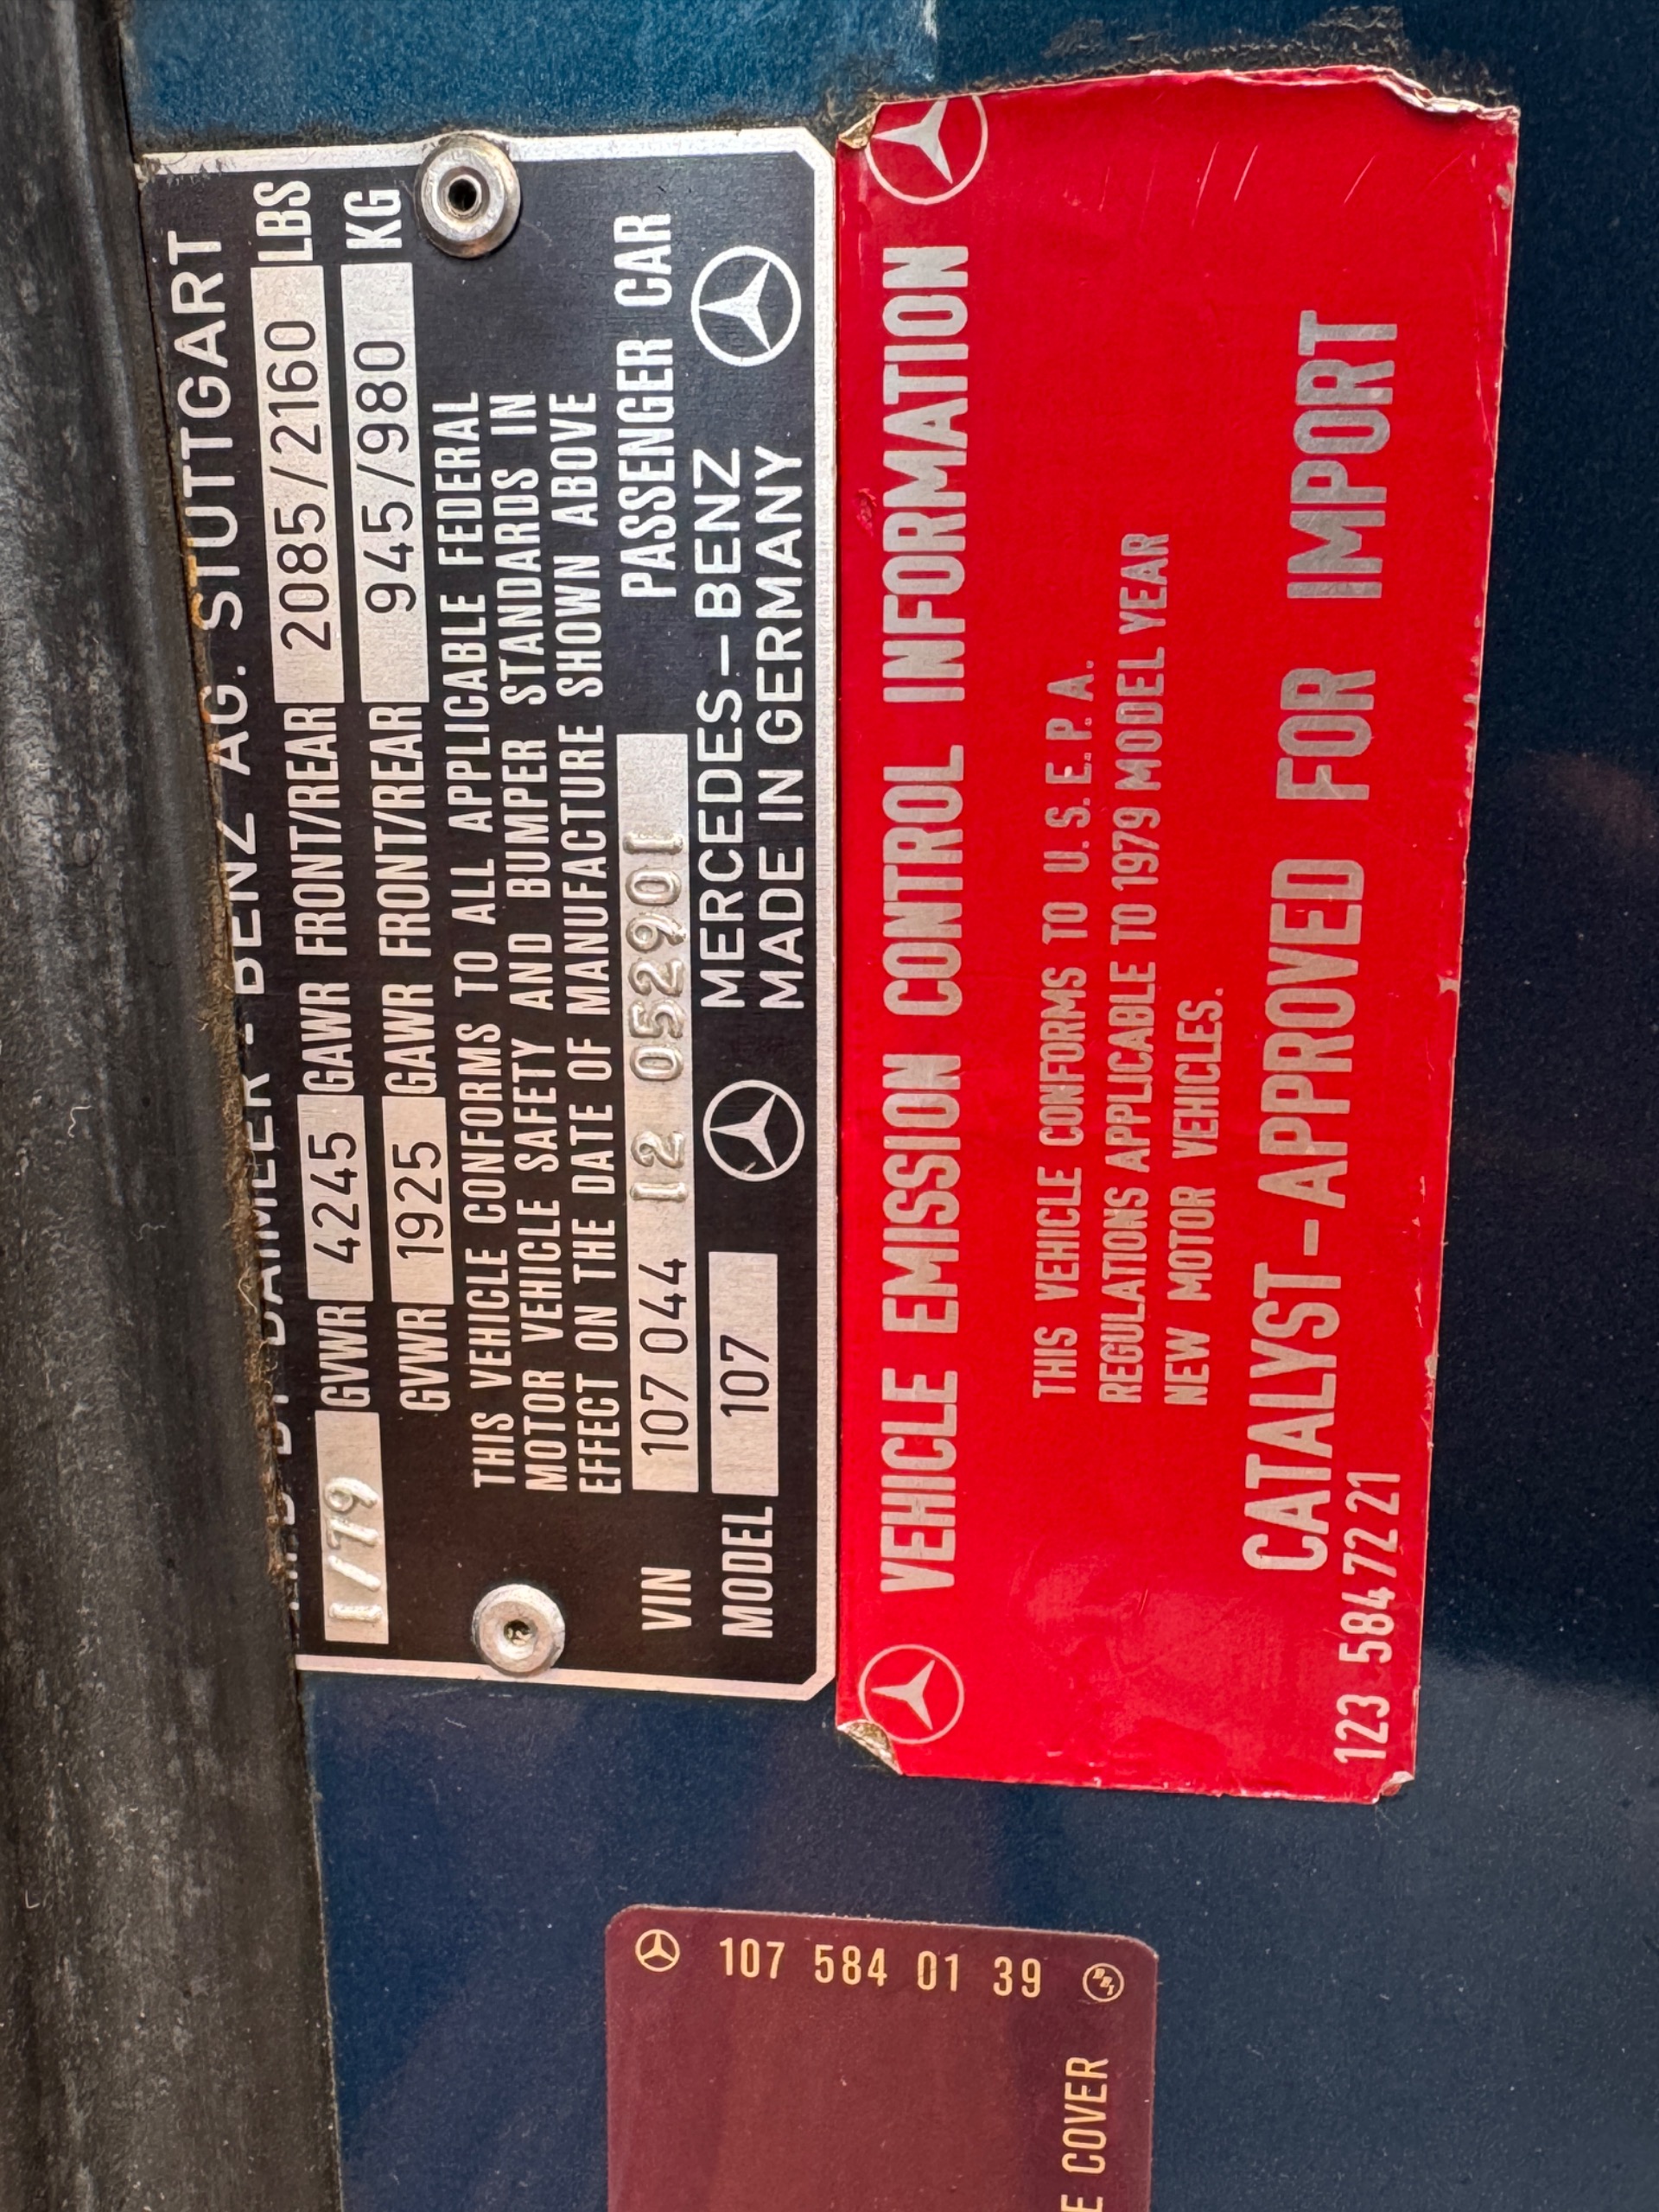 DAIMLER - BENZ AG. STUTTGART
1/79 GVWR 4245 GAWR FRONT/REAR 2085/2160 LBS
GVWR 1925 GAWR FRONT/REAR 945/980 KG
THIS VEHICLE CONFORMS TO ALL APPLICABLE FEDERAL
MOTOR VEHICLE SAFETY AND BUMPER STANDARDS IN
EFFECT ON THE DATE OF MANUFACTURE SHOWN ABOVE
VIN 107 044 12 052901 PASSENGER CAR
MODEL 107 MERCEDES-BENZ
MADE IN GERMANY
VEHICLE EMISSION CONTROL INFORMATION
THIS VEHICLE CONFORMS TO U.S.E.P.A.
REGULATIONS APPLICABLE TO 1979 MODEL YEAR
NEW MOTOR VEHICLES.
CATALYST-APPROVED FOR IMPORT
123 584 72 21
107 584 01 39
COVER